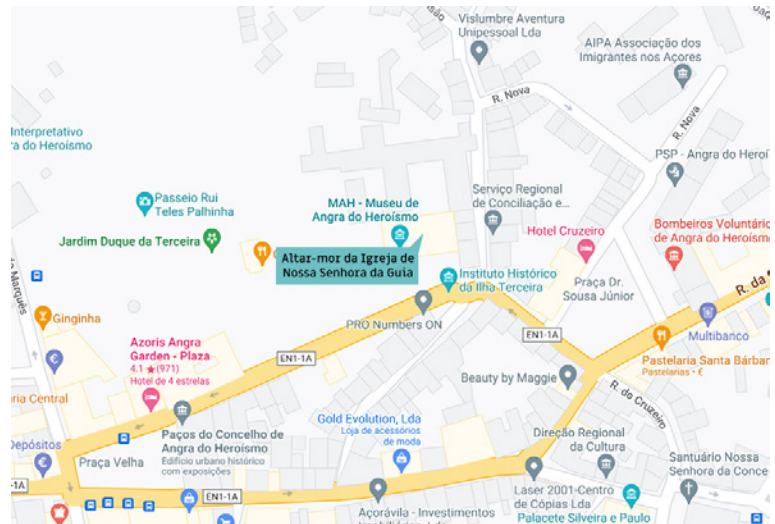 Vislumbre Aventura
Unipessoal Lda
AIPA Associação dos
Imigrantes nos Açores
R. Nova
R. Nova
Interpretativo
a do Heroísmo
PSP - Angra do Heroí
Passeio Rui
Teles Palhinha
MAH - Museu de
Angra do Heroísmo
Serviço Regional
de Conciliação e...
Hotel Cruzeiro
Bombeiros Voluntário
de Angra do Heroísmo
Jardim Duque da Terceira
Altar-mor da Igreja de
Nossa Senhora da Guia
Instituto Histórico
da Ilha Terceira
Praça Dr.
Sousa Júnior
R. da
do Marquês
Ginginha
PRO Numbers ON
EN1-1A
Multibanco
Azoris Angra
Garden - Plaza
4.1 ★ (971)
Hotel de 4 estrelas
EN1-1A
Pastelaria Santa Bárban
Pastelarias • €
Beauty by Maggie
R. do Cruzeiro
ria Central
Gold Evolution, Lda
Loja de acessórios
de moda
Paços do Concelho de
Angra do Heroísmo
Edifício urbano histórico
com exposições
Direção Regional
da Cultura
Depósitos
Praça Velha
Santuário Nossa
Senhora da Conce
EN1-1A
Açorávila - Investimentos
Laser 2001-Centro
de Cópias Lda
Palacete Silveira e Paulo